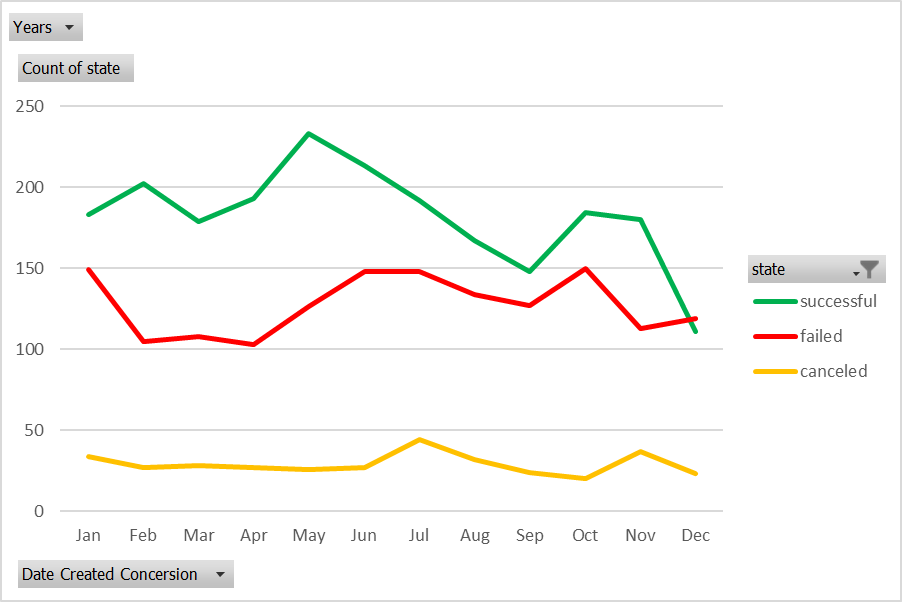 Years
Count of state
250
200
150
100
50
0
Jan Feb Mar Apr May Jun Jul Aug Sep Oct Nov Dec
state
successful
failed
canceled
Date Created Concersion